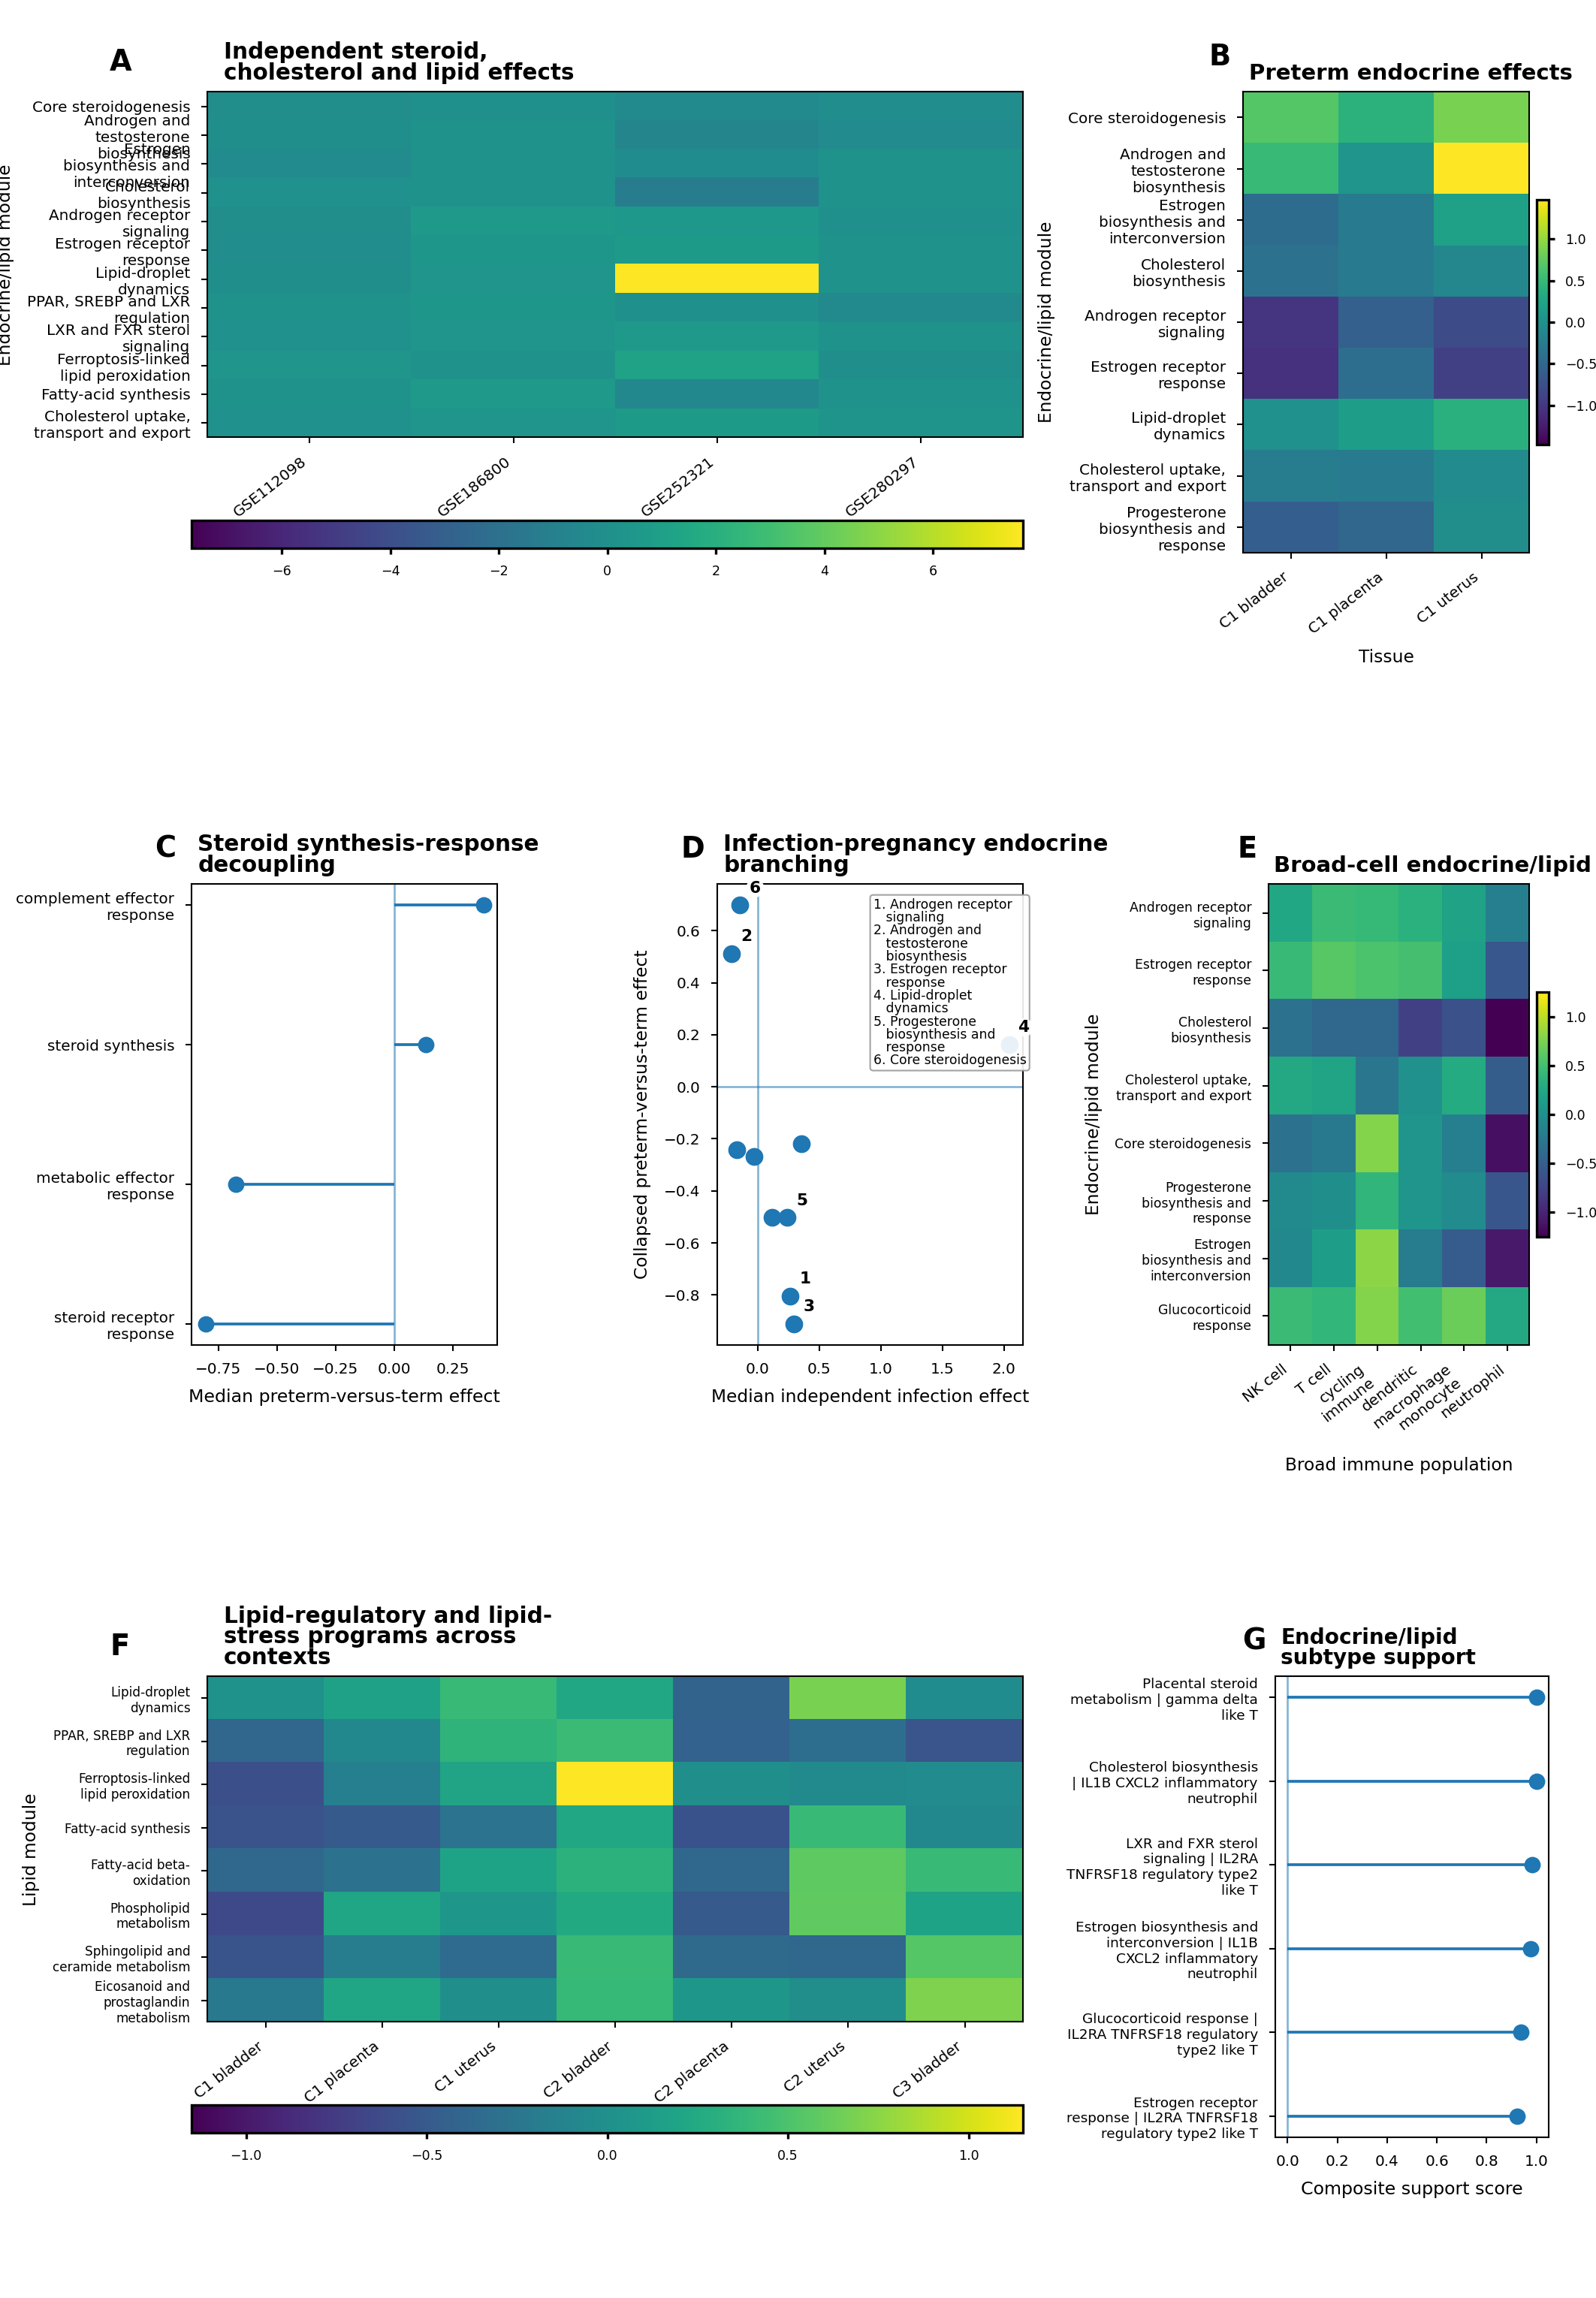 A
Independent steroid,
cholesterol and lipid effects
Endocrine/lipid module
Core steroidogenesis
Androgen and
testosterone
biosynthesis
Estrogen
biosynthesis and
interconversion
Cholesterol
biosynthesis
Androgen receptor
signaling
Estrogen receptor
response
Lipid-droplet
dynamics
PPAR, SREBP and LXR
regulation
LXR and FXR sterol
signaling
Ferroptosis-linked
lipid peroxidation
Fatty-acid synthesis
Cholesterol uptake,
transport and export
GSE112098
GSE186800
GSE252321
GSE280297
−6
−4
−2
0
2
4
6
B
Preterm endocrine effects
Endocrine/lipid module
Core steroidogenesis
Androgen and
testosterone
biosynthesis
Estrogen
biosynthesis and
interconversion
Cholesterol
biosynthesis
Androgen receptor
signaling
Estrogen receptor
response
Lipid-droplet
dynamics
Cholesterol uptake,
transport and export
Progesterone
biosynthesis and
response
C1 bladder
C1 placenta
C1 uterus
Tissue
1.0
0.5
0.0
−0.5
−1.0
C
Steroid synthesis-response
decoupling
complement effector
response
steroid synthesis
metabolic effector
response
steroid receptor
response
−0.75
−0.50
−0.25
0.00
0.25
Median preterm-versus-term effect
D
Infection-pregnancy endocrine
branching
Collapsed preterm-versus-term effect
0.6
0.4
0.2
0.0
−0.2
−0.4
−0.6
−0.8
6
2
4
5
1
3
1. Androgen receptor
signaling
2. Androgen and
testosterone
biosynthesis
3. Estrogen receptor
response
4. Lipid-droplet
dynamics
5. Progesterone
biosynthesis and
response
6. Core steroidogenesis
0.0
0.5
1.0
1.5
2.0
Median independent infection effect
E
Broad-cell endocrine/lipid
Endocrine/lipid module
Androgen receptor
signaling
Estrogen receptor
response
Cholesterol
biosynthesis
Cholesterol uptake,
transport and export
Core steroidogenesis
Progesterone
biosynthesis and
response
Estrogen
biosynthesis and
interconversion
Glucocorticoid
response
NK cell
T cell
cycling
immune
dendritic
macrophage
monocyte
neutrophil
Broad immune population
1.0
0.5
0.0
−0.5
−1.0
F
Lipid-regulatory and lipid-
stress programs across
contexts
Lipid module
Lipid-droplet
dynamics
PPAR, SREBP and LXR
regulation
Ferroptosis-linked
lipid peroxidation
Fatty-acid synthesis
Fatty-acid beta-
oxidation
Phospholipid
metabolism
Sphingolipid and
ceramide metabolism
Eicosanoid and
prostaglandin
metabolism
C1 bladder
C1 placenta
C1 uterus
C2 bladder
C2 placenta
C2 uterus
C3 bladder
−1.0
−0.5
0.0
0.5
1.0
G
Endocrine/lipid
subtype support
Placental steroid
metabolism | gamma delta
like T
Cholesterol biosynthesis
| IL1B CXCL2 inflammatory
neutrophil
LXR and FXR sterol
signaling | IL2RA
TNFRSF18 regulatory type2
like T
Estrogen biosynthesis and
interconversion | IL1B
CXCL2 inflammatory
neutrophil
Glucocorticoid response |
IL2RA TNFRSF18 regulatory
type2 like T
Estrogen receptor
response | IL2RA TNFRSF18
regulatory type2 like T
0.0
0.2
0.4
0.6
0.8
1.0
Composite support score